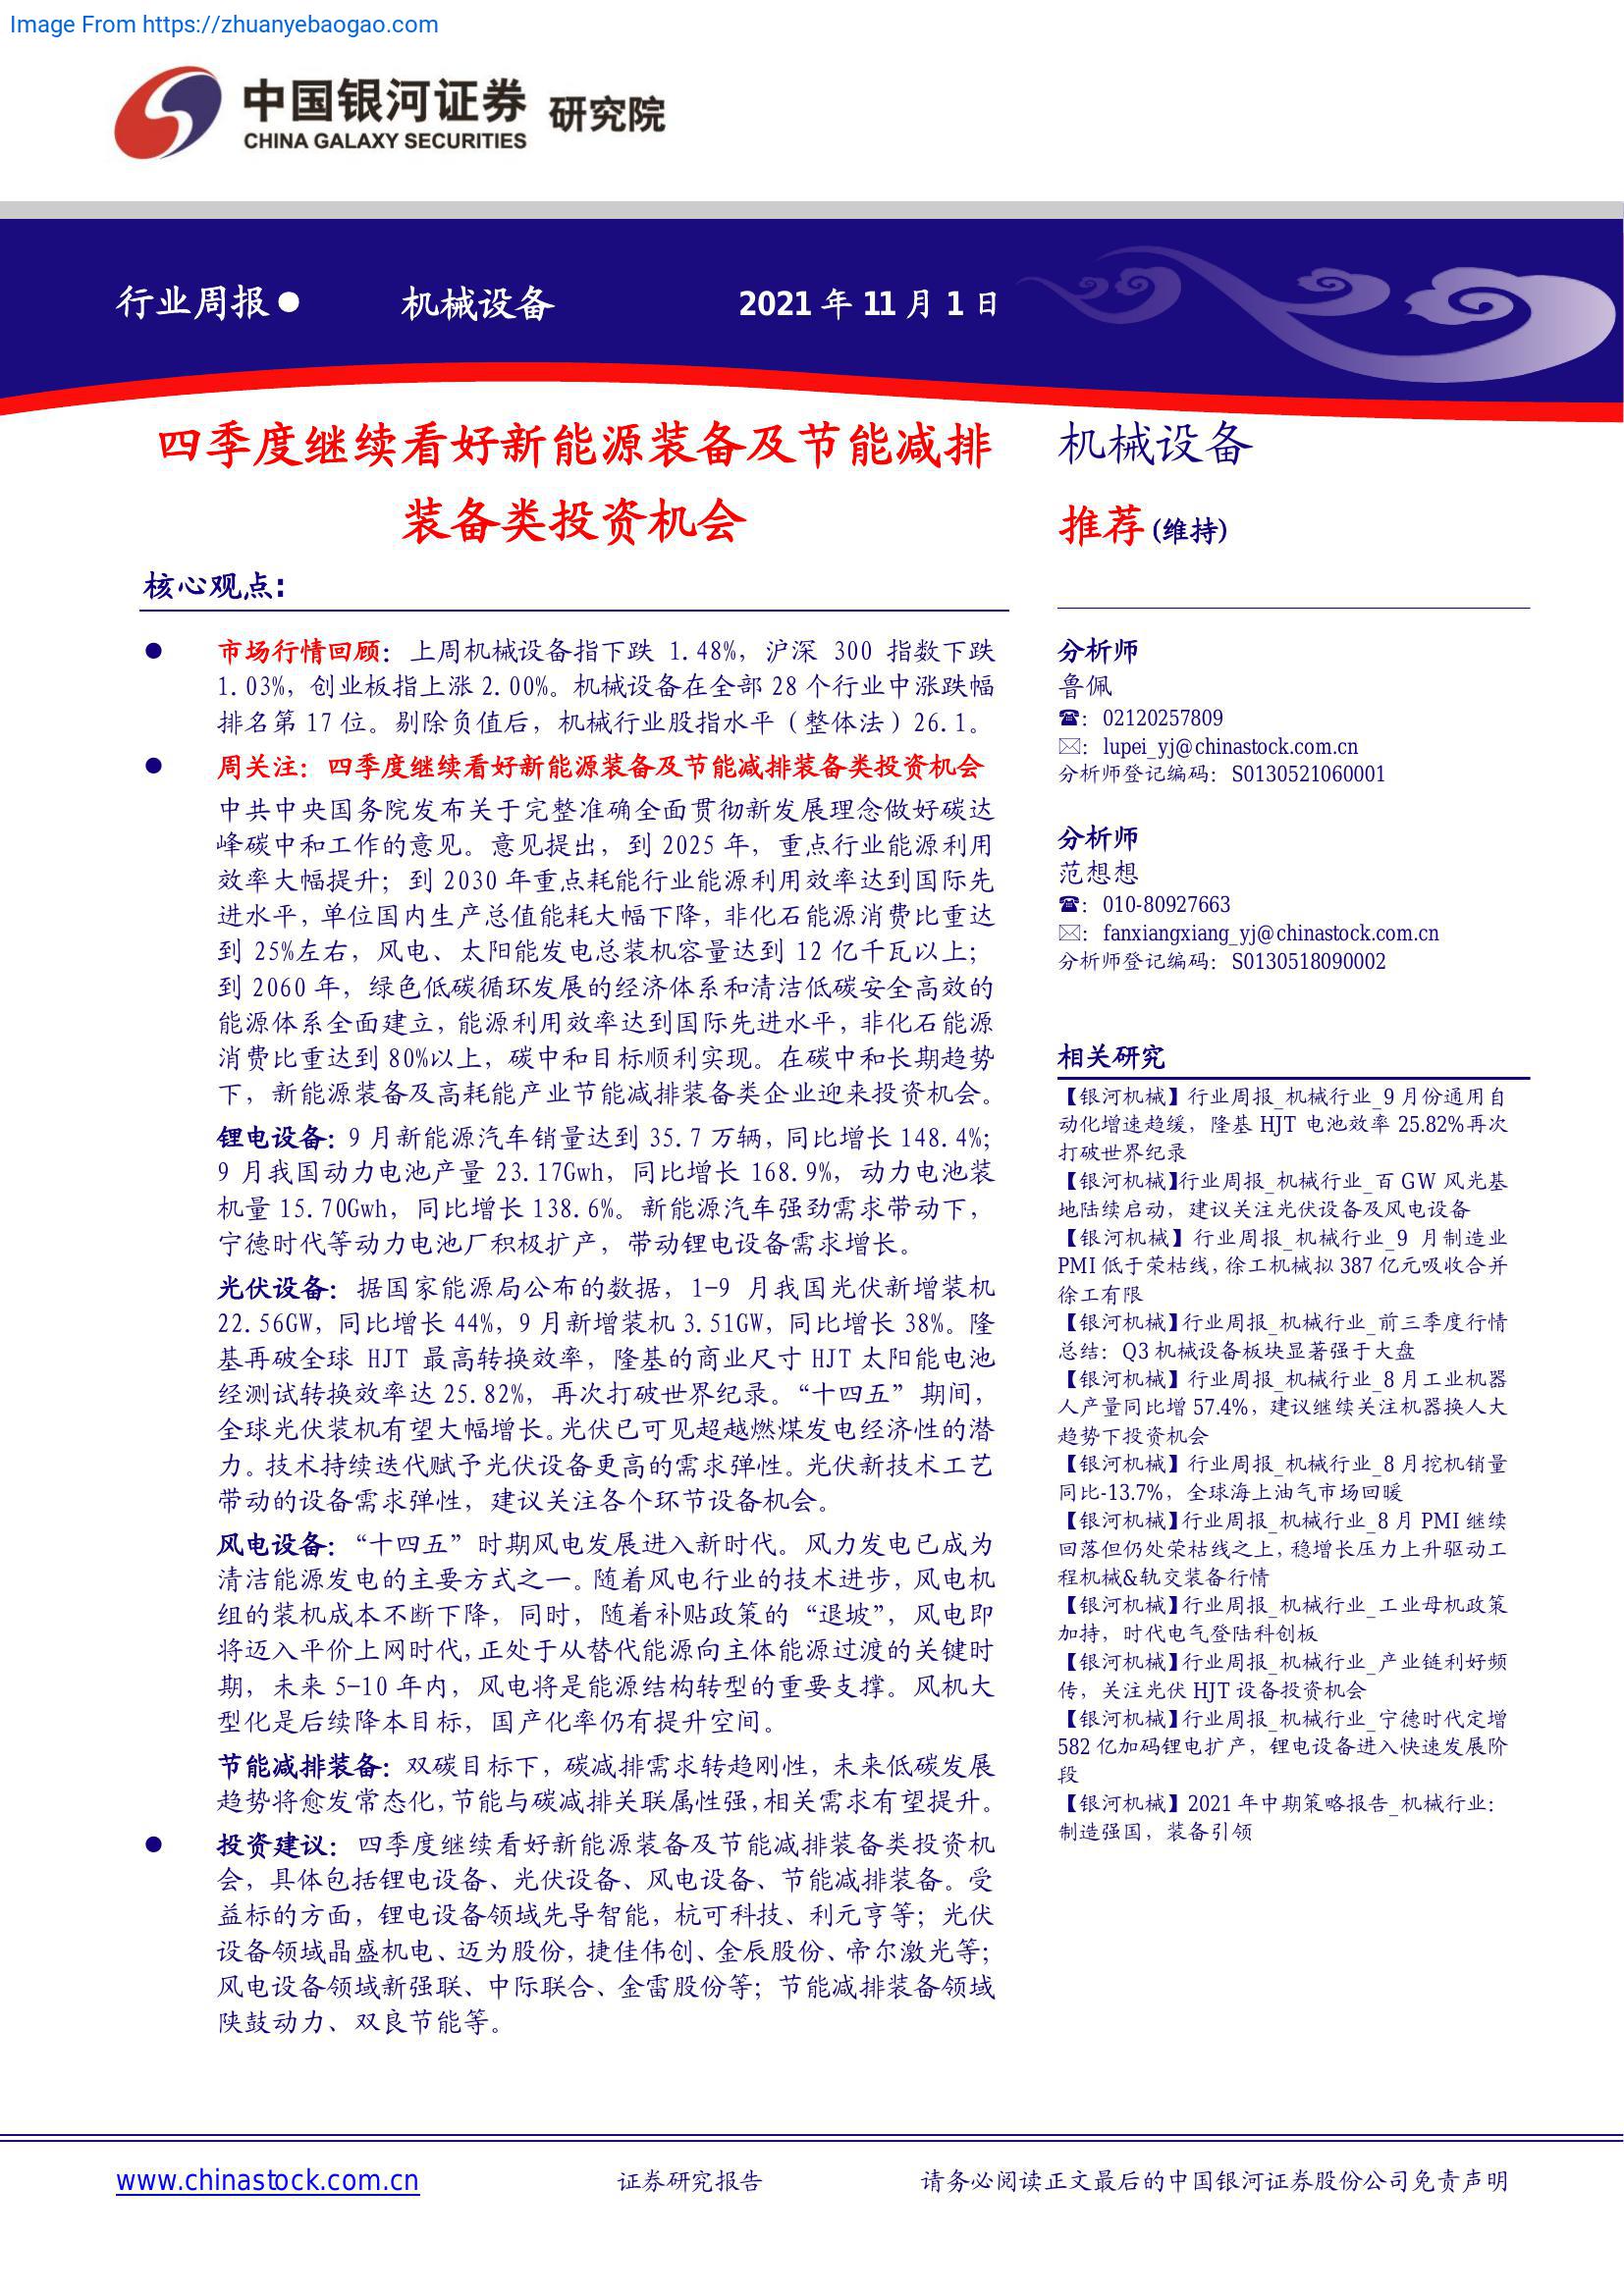 Image From https://zhuanyebaogao.com
中国银河证券 研究院
CHINA GALAXY SECURITIES
行业周报● 机械设备 2021 年 11 月 1 日
四季度继续看好新能源装备及节能减排
装备类投资机会
核心观点:
● 市场行情回顾：上周机械设备指下跌 1.48%，沪深 300 指数下跌
1.03%，创业板指上涨 2.00%。机械设备在全部 28 个行业中涨跌幅
排名第 17 位。剔除负值后，机械行业股指水平（整体法）26.1。
● 周关注：四季度继续看好新能源装备及节能减排装备类投资机会
中共中央国务院发布关于完整准确全面贯彻新发展理念做好碳达
峰碳中和工作的意见。意见提出，到 2025 年，重点行业能源利用
效率大幅提升；到 2030 年重点耗能行业能源利用效率达到国际先
进水平，单位国内生产总值能耗大幅下降，非化石能源消费比重达
到 25%左右，风电、太阳能发电总装机容量达到 12 亿千瓦以上；
到 2060 年，绿色低碳循环发展的经济体系和清洁低碳安全高效的
能源体系全面建立，能源利用效率达到国际先进水平，非化石能源
消费比重达到 80%以上，碳中和目标顺利实现。在碳中和长期趋势
下，新能源装备及高耗能产业节能减排装备类企业迎来投资机会。
锂电设备：9 月新能源汽车销量达到 35.7 万辆，同比增长 148.4%；
9 月我国动力电池产量 23.17Gwh，同比增长 168.9%，动力电池装
机量 15.70Gwh，同比增长 138.6%。新能源汽车强劲需求带动下，
宁德时代等动力电池厂积极扩产，带动锂电设备需求增长。
光伏设备：据国家能源局公布的数据，1-9 月我国光伏新增装机
22.56GW，同比增长 44%，9 月新增装机 3.51GW，同比增长 38%。隆
基再破全球 HJT 最高转换效率，隆基的商业尺寸 HJT 太阳能电池
经测试转换效率达 25.82%，再次打破世界纪录。“十四五”期间，
全球光伏装机有望大幅增长。光伏已可见超越燃煤发电经济性的潜
力。技术持续迭代赋予光伏设备更高的需求弹性。光伏新技术工艺
带动的设备需求弹性，建议关注各个环节设备机会。
风电设备：“十四五”时期风电发展进入新时代。风力发电已成为
清洁能源发电的主要方式之一。随着风电行业的技术进步，风电机
组的装机成本不断下降，同时，随着补贴政策的“退坡”，风电即
将迈入平价上网时代，正处于从替代能源向主体能源过渡的关键时
期，未来 5-10 年内，风电将是能源结构转型的重要支撑。风机大
型化是后续降本目标，国产化率仍有提升空间。
节能减排装备：双碳目标下，碳减排需求转趋刚性，未来低碳发展
趋势将愈发常态化，节能与碳减排关联属性强，相关需求有望提升。
● 投资建议：四季度继续看好新能源装备及节能减排装备类投资机
会，具体包括锂电设备、光伏设备、风电设备、节能减排装备。受
益标的方面，锂电设备领域先导智能，杭可科技、利元亨等；光伏
设备领域晶盛机电、迈为股份，捷佳伟创、金辰股份、帝尔激光等；
风电设备领域新强联、中际联合、金雷股份等；节能减排装备领域
陕鼓动力、双良节能等。
机械设备
推荐(维持)
分析师
鲁佩
☎：02120257809
✉：lupei_yj@chinastock.com.cn
分析师登记编码：S0130521060001
分析师
范想想
☎：010-80927663
✉：fanxiangxiang_yj@chinastock.com.cn
分析师登记编码：S0130518090002
相关研究
【银河机械】行业周报_机械行业_9 月份通用自
动化增速趋缓，隆基 HJT 电池效率 25.82%再次
打破世界纪录
【银河机械】行业周报_机械行业_百 GW 风光基
地陆续启动，建议关注光伏设备及风电设备
【银河机械】行业周报_机械行业_9 月制造业
PMI 低于荣枯线，徐工机械拟 387 亿元吸收合并
徐工有限
【银河机械】行业周报_机械行业_前三季度行情
总结：Q3 机械设备板块显著强于大盘
【银河机械】行业周报_机械行业_8 月工业机器
人产量同比增 57.4%，建议继续关注机器换人大
趋势下投资机会
【银河机械】行业周报_机械行业_8 月挖机销量
同比-13.7%，全球海上油气市场回暖
【银河机械】行业周报_机械行业_8 月 PMI 继续
回落但仍处荣枯线之上，稳增长压力上升驱动工
程机械&轨交装备行情
【银河机械】行业周报_机械行业_工业母机政策
加持，时代电气登陆科创板
【银河机械】行业周报_机械行业_产业链利好频
传，关注光伏 HJT 设备投资机会
【银河机械】行业周报_机械行业_宁德时代定增
582 亿加码锂电扩产，锂电设备进入快速发展阶
段
【银河机械】2021 年中期策略报告_机械行业：
制造强国，装备引领
www.chinastock.com.cn 证券研究报告 请务必阅读正文最后的中国银河证券股份公司免责声明